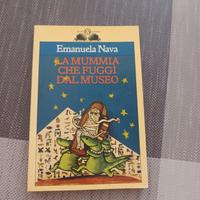 Emanuela Nava
LA MUMMIA
CHE FUGGÌ
DAL MUSEO